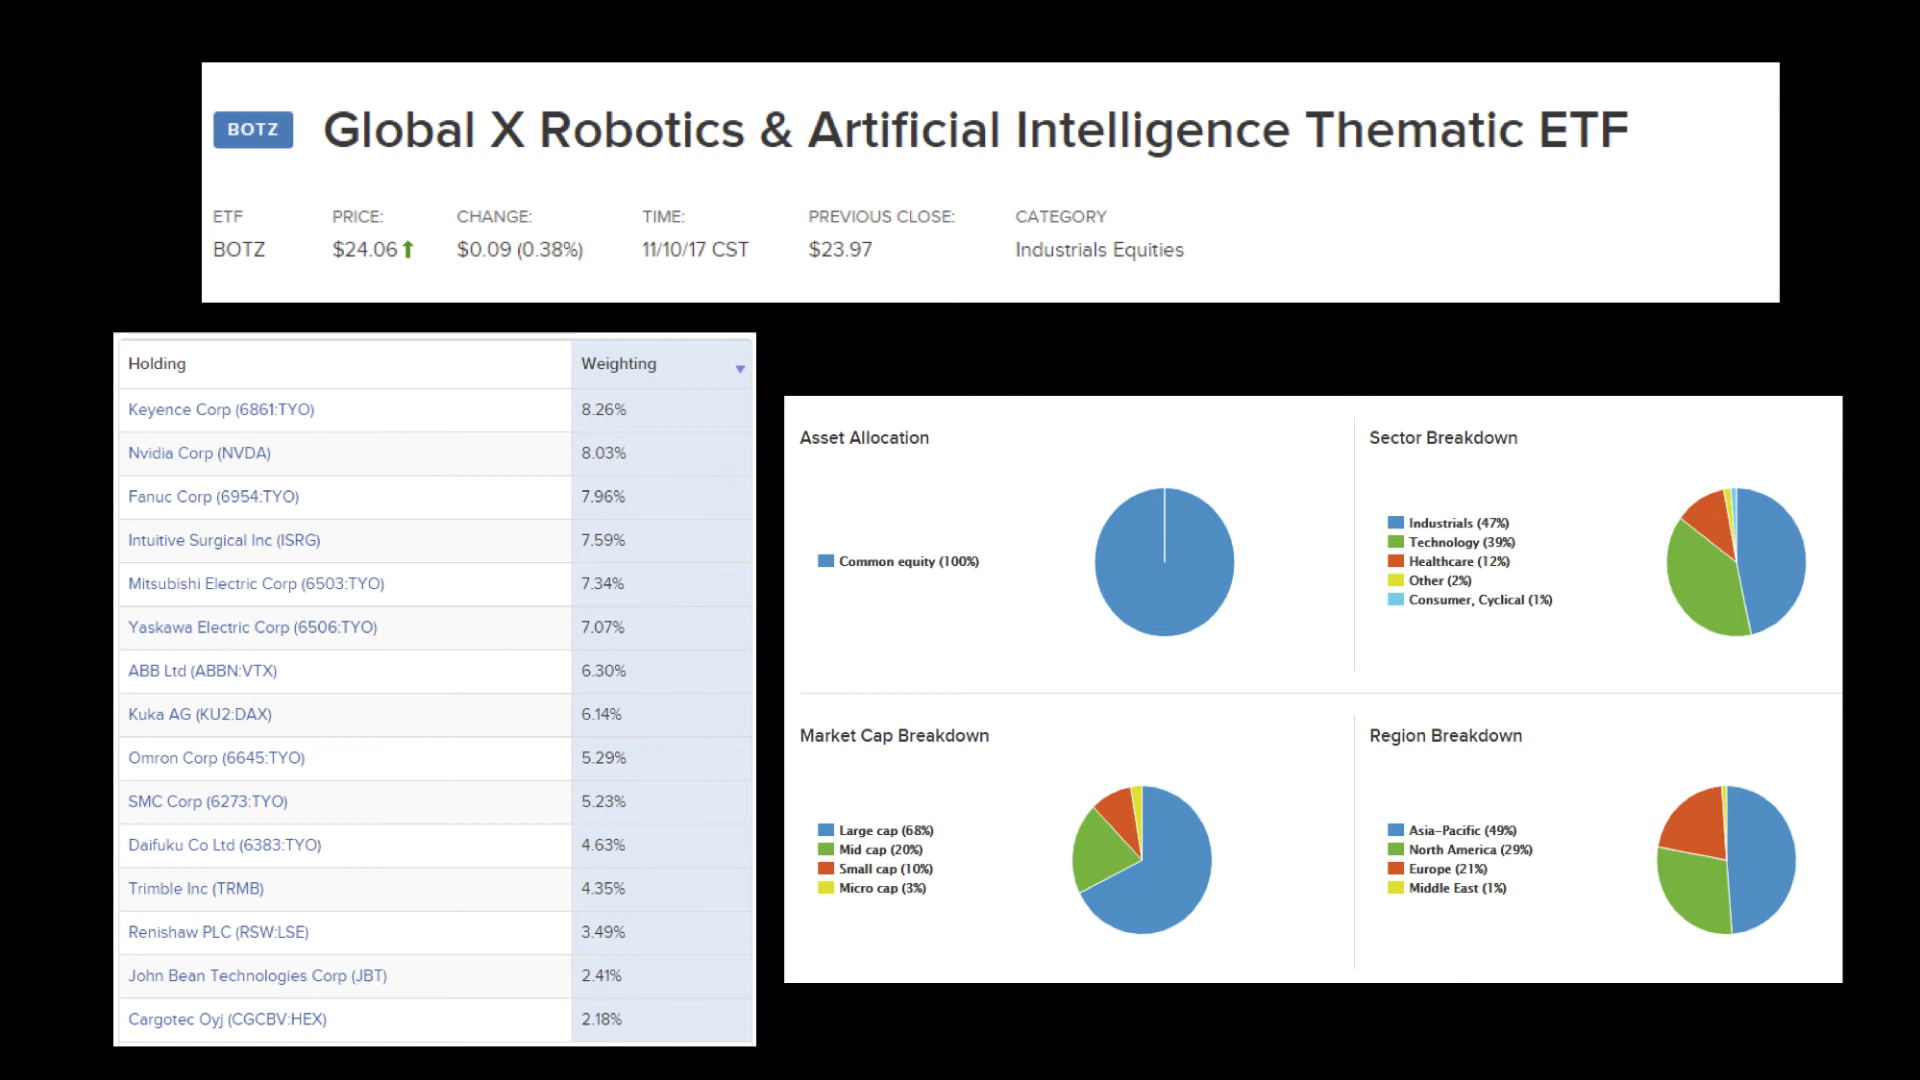 BOTZ Global X Robotics & Artificial Intelligence Thematic ETF
ETF PRICE: CHANGE: TIME: PREVIOUS CLOSE: CATEGORY
BOTZ $24.06 $0.09 (0.38%) 11/10/17 CST $23.97 Industrials Equities
Holding Weighting
Keyence Corp (6861:TYO) 8.26%
Nvidia Corp (NVDA) 8.03%
Fanuc Corp (6954:TYO) 7.96%
Intuitive Surgical Inc (ISRG) 7.59%
Mitsubishi Electric Corp (6503:TYO) 7.34%
Yaskawa Electric Corp (6506:TYO) 7.07%
ABB Ltd (ABBN:VTX) 6.30%
Kuka AG (KU2:DAX) 6.14%
Omron Corp (6645:TYO) 5.29%
SMC Corp (6273:TYO) 5.23%
Daifuku Co Ltd (6383:TYO) 4.63%
Trimble Inc (TRMB) 4.35%
Renishaw PLC (RSW:LSE) 3.49%
John Bean Technologies Corp (JBT) 2.41%
Cargotec Oyj (CGCBV:HEX) 2.18%
Asset Allocation
Common equity (100%)
Sector Breakdown
Industrials (47%)
Technology (39%)
Healthcare (12%)
Other (2%)
Consumer, Cyclical (1%)
Market Cap Breakdown
Large cap (68%)
Mid cap (20%)
Small cap (10%)
Micro cap (3%)
Region Breakdown
Asia-Pacific (49%)
North America (29%)
Europe (21%)
Middle East (1%)